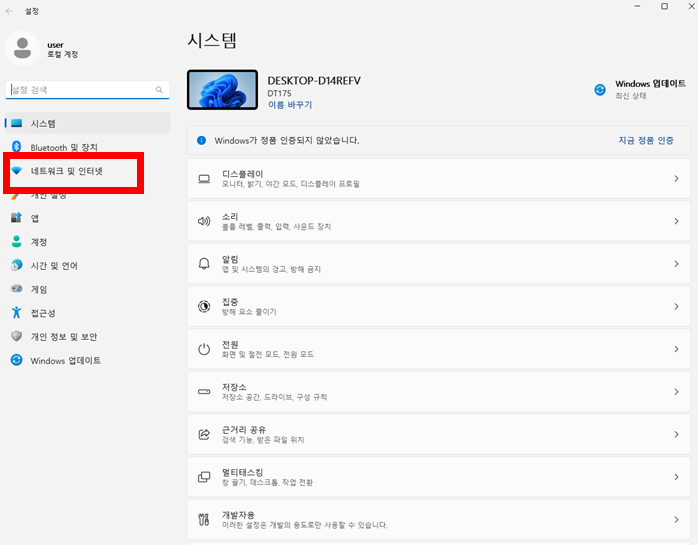 설정
user
로컬 계정
설정 검색
시스템
Bluetooth 및 장치
네트워크 및 인터넷
개인 설정
앱
계정
시간 및 언어
게임
접근성
개인 정보 및 보안
Windows 업데이트
시스템
DESKTOP-D14REFV
DT175
이름 바꾸기
Windows 업데이트
최신 상태
Windows가 정품 인증되지 않았습니다.
지금 정품 인증
디스플레이
모니터, 밝기, 야간 모드, 디스플레이 프로필
소리
볼륨 레벨, 출력, 입력, 사운드 장치
알림
앱 및 시스템의 경고, 방해 금지
집중
방해 요소 줄이기
전원
화면 및 절전 모드, 전원 모드
저장소
저장소 공간, 드라이브, 구성 규칙
근거리 공유
검색 기능, 받은 파일 위치
멀티태스킹
창 끌기, 데스크톱, 작업 전환
개발자용
이러한 설정은 개발의 용도로만 사용할 수 있습니다.